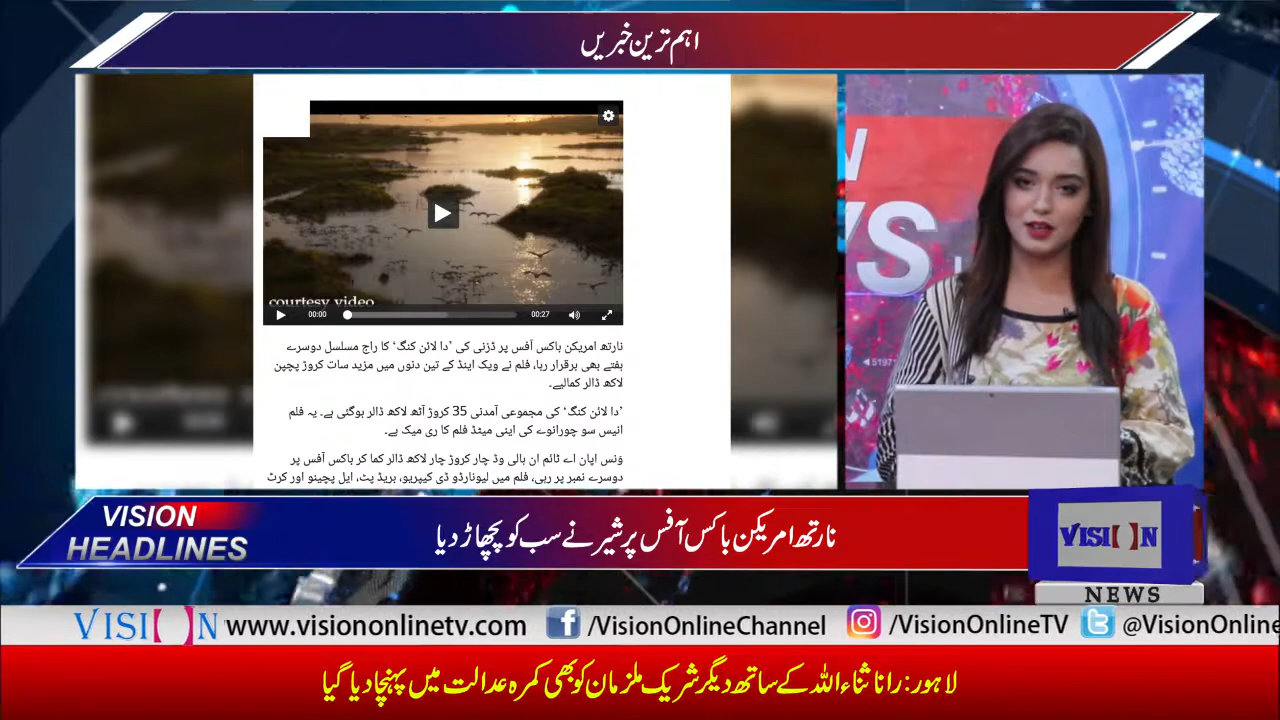 اہم ترین خبریں
courtesy video
00:00
00:27
نارتھ امریکن باکس آفس پر ڈزنی کی ’دا لائن کنگ‘ کا راج مسلسل دوسرے
ہفتے بھی برقرار رہا، فلم نے ویک اینڈ کے تین دنوں میں مزید سات کروڑ پچپن
لاکھ ڈالر کمالیے۔
’دا لائن کنگ‘ کی مجموعی آمدنی 35 کروڑ آٹھ لاکھ ڈالر ہوگئی ہے۔ یہ فلم
انیس سو چورانوے کی اینی میٹڈ فلم کا ری میک ہے۔
ونس اپان اے ٹائم ان ہالی وڈ چار کروڑ چار لاکھ ڈالر کما کر باکس آفس پر
دوسرے نمبر پر رہی، فلم میں لیونارڈو ڈی کیپریو، بریڈ پٹ، ایل پچینو اور کرٹ
51971
VISION
HEADLINES
نارتھ امریکن باکس آفس پر شیر نے سب کو پچھاڑ دیا
VISION
NEWS
VISION www.visiononlinetv.com /VisionOnlineChannel /VisionOnlineTV @VisionOnline
لاہور: رانا ثناء اللہ کے ساتھ دیگر شریک ملزمان کو بھی کمرہ عدالت میں پہنچا دیا گیا